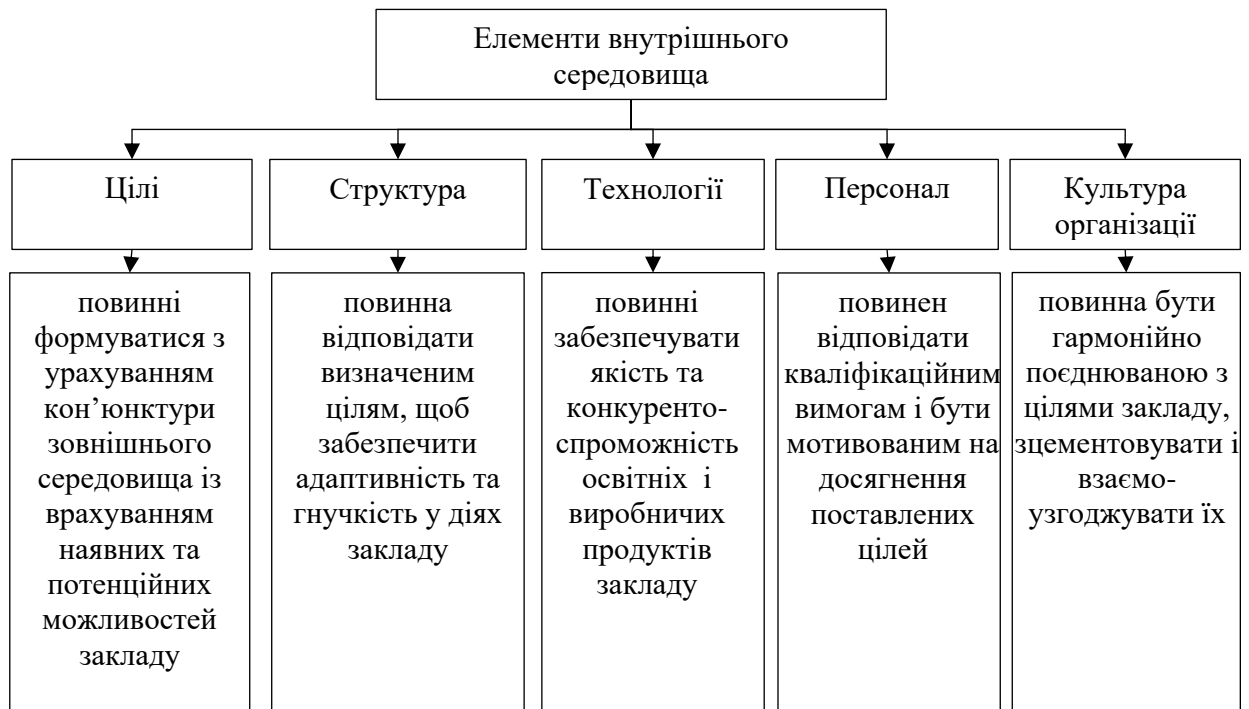 Елементи внутрішнього
середовища
Цілі
Структура
Технології
Персонал
Культура
організації
повинні
формуватися з
урахуванням
кон’юнктури
зовнішнього
середовища із
врахуванням
наявних та
потенційних
можливостей
закладу
повинна
відповідати
визначеним
цілям, щоб
забезпечити
адаптивність та
гнучкість у діях
закладу
повинні
забезпечувати
якість та
конкуренто-
спроможність
освітніх і
виробничих
продуктів
закладу
повинен
відповідати
кваліфікаційним
вимогам і бути
мотивованим на
досягнення
поставлених
цілей
повинна бути
гармонійно
поєднюваною з
цілями закладу,
зцементовувати і
взаємо-
узгоджувати їх